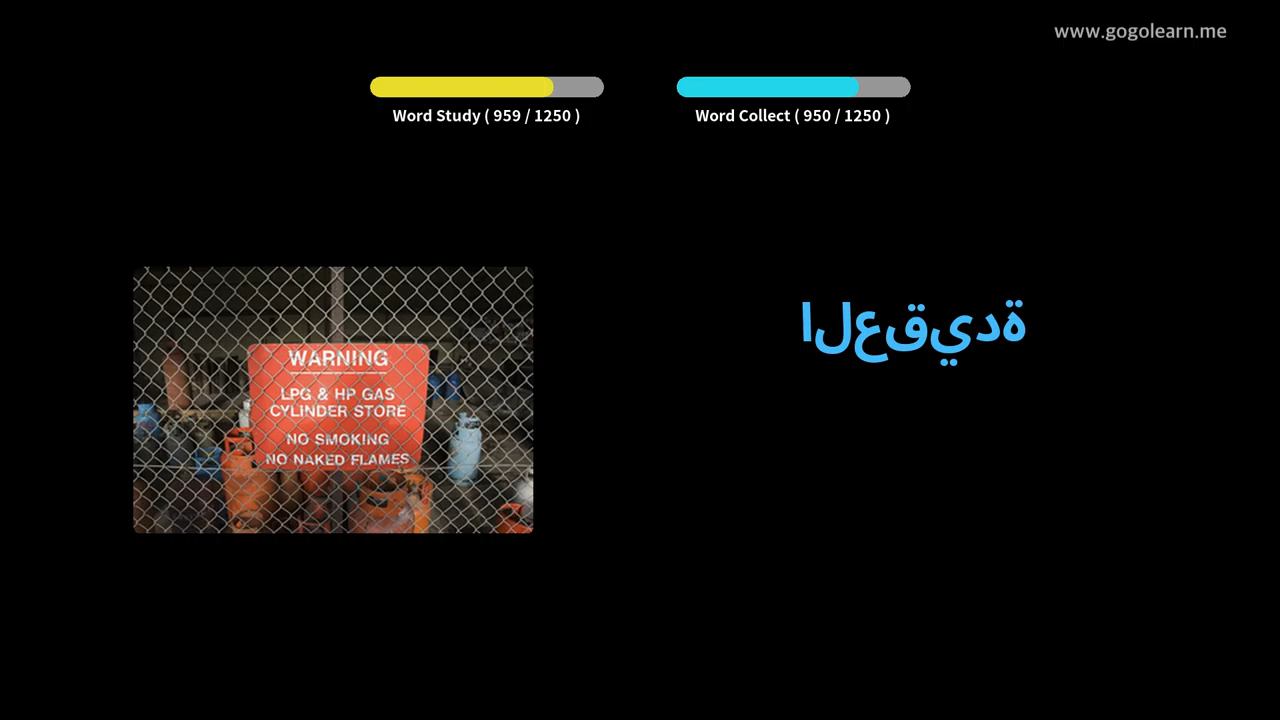 www.gogolearn.me
Word Study ( 959 / 1250 )
Word Collect ( 950 / 1250 )
العقيدة
WARNING
LPG & HP GAS
CYLINDER STORE
NO SMOKING
NO NAKED FLAMES